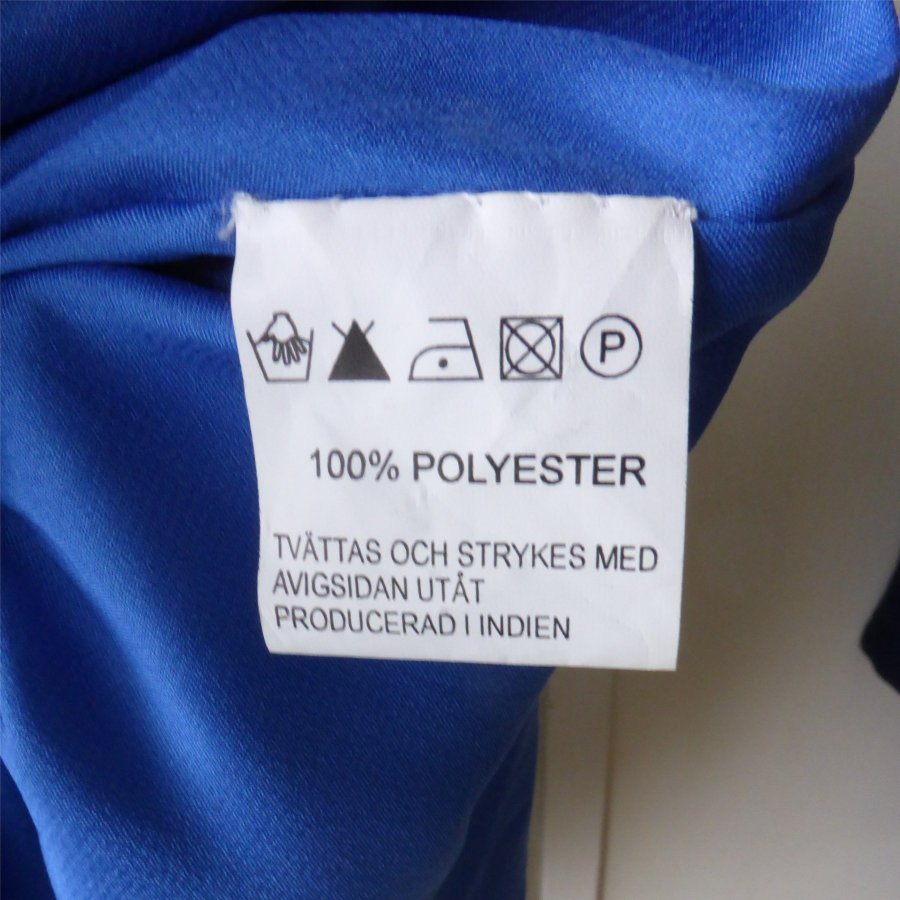 P
100% POLYESTER
TVÄTTAS OCH STRYKES MED
AVIGSIDAN UTÅT
PRODUCERAD I INDIEN